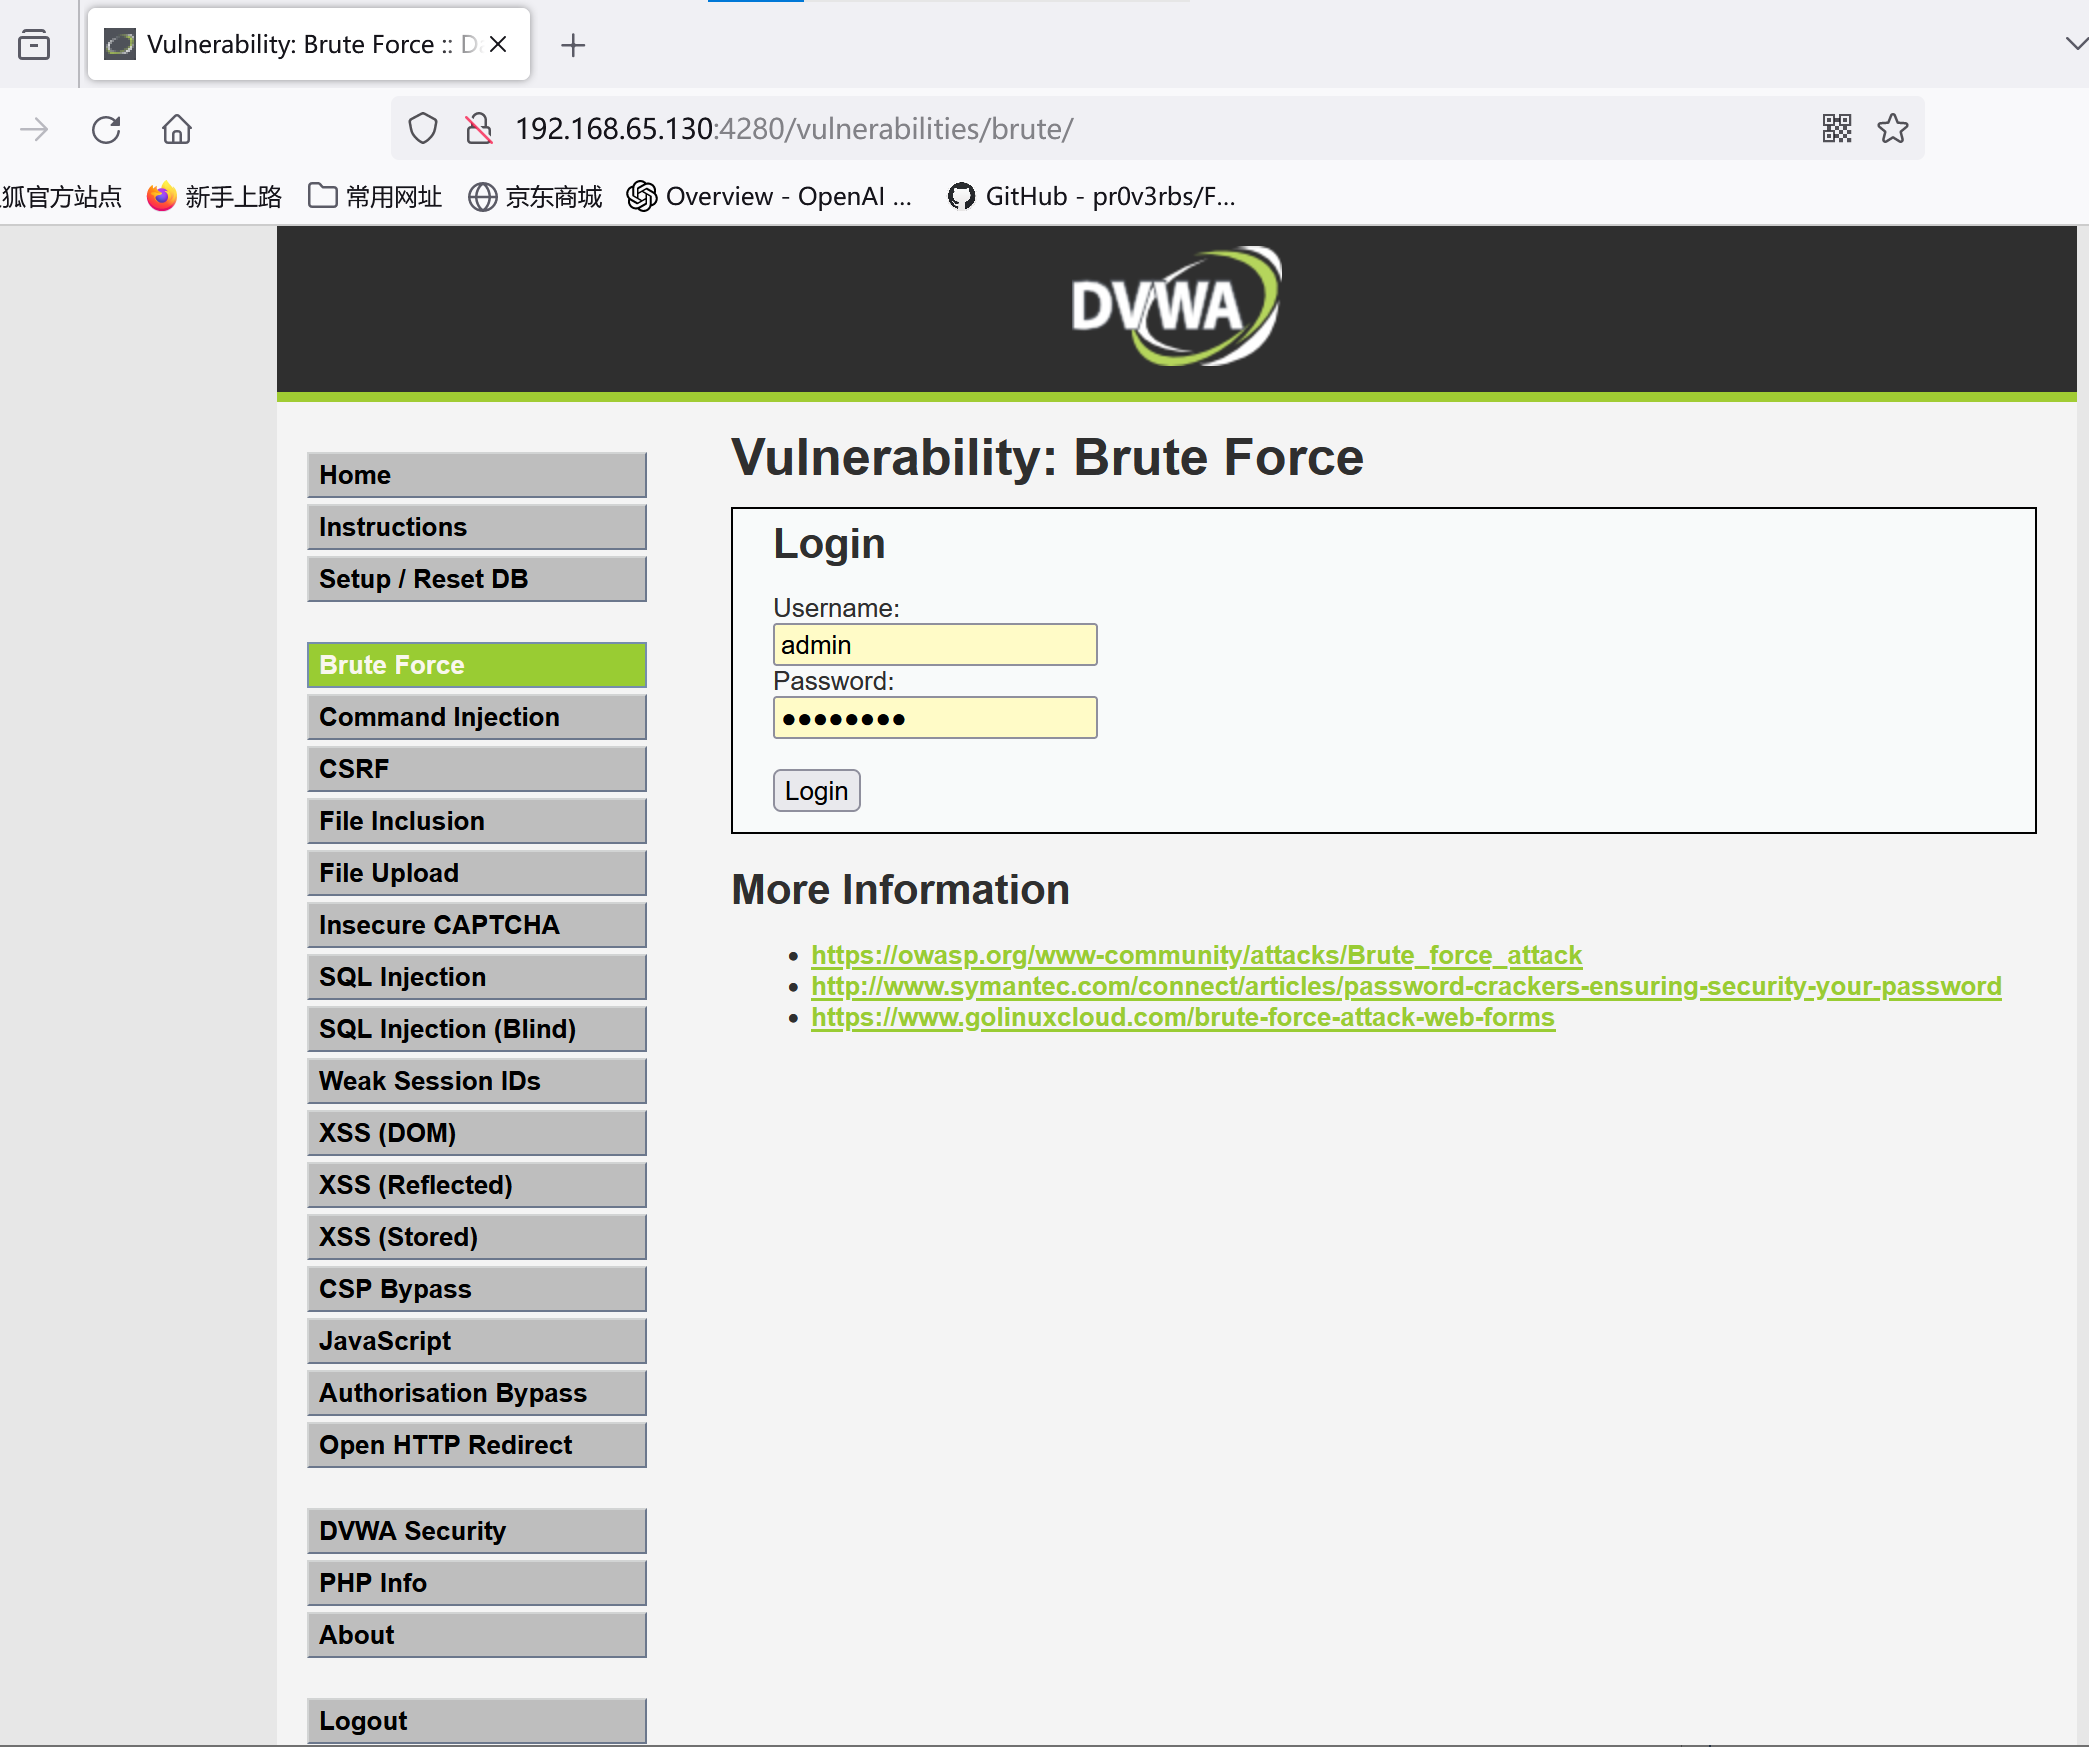 Vulnerability: Brute Force :: Da
192.168.65.130:4280/vulnerabilities/brute/
狐官方站点 新手上路 常用网址 京东商城 Overview - OpenAI ... GitHub - pr0v3rbs/F...
DVWA
Home
Instructions
Setup / Reset DB
Brute Force
Command Injection
CSRF
File Inclusion
File Upload
Insecure CAPTCHA
SQL Injection
SQL Injection (Blind)
Weak Session IDs
XSS (DOM)
XSS (Reflected)
XSS (Stored)
CSP Bypass
JavaScript
Authorisation Bypass
Open HTTP Redirect
DVWA Security
PHP Info
About
Logout
Vulnerability: Brute Force
Login
Username:
admin
Password:
●●●●●●●●
Login
More Information
• https://owasp.org/www-community/attacks/Brute_force_attack
• http://www.symantec.com/connect/articles/password-crackers-ensuring-security-your-password
• https://www.golinuxcloud.com/brute-force-attack-web-forms